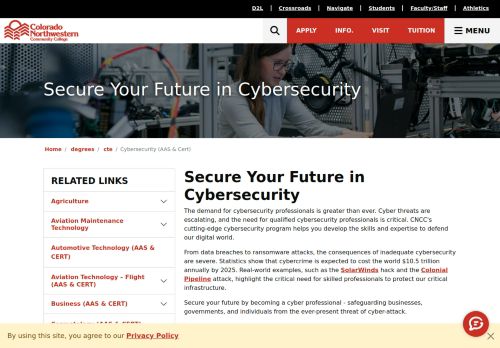 D2L | Crossroads | Navigate | Students | Faculty/Staff | Athletics
Colorado
Northwestern
Community College
APPLY INFO. VISIT TUITION MENU
Secure Your Future in Cybersecurity
Home / degrees / cte / Cybersecurity (AAS & Cert)
RELATED LINKS
Agriculture
Aviation Maintenance
Technology
Automotive Technology (AAS &
CERT)
Aviation Technology – Flight
(AAS & CERT)
Business (AAS & CERT)
Secure Your Future in
Cybersecurity
The demand for cybersecurity professionals is greater than ever. Cyber threats are
escalating, and the need for qualified cybersecurity professionals is critical. CNCC's
cutting-edge cybersecurity program helps you develop the skills and expertise to defend
our digital world.
From data breaches to ransomware attacks, the consequences of inadequate cybersecurity
are severe. Statistics show that cybercrime is expected to cost the world $10.5 trillion
annually by 2025. Real-world examples, such as the SolarWinds hack and the Colonial
Pipeline attack, highlight the critical need for skilled professionals to protect our critical
infrastructure.
Secure your future by becoming a cyber professional - safeguarding businesses,
governments, and individuals from the ever-present threat of cyber-attack.
By using this site, you agree to our Privacy Policy